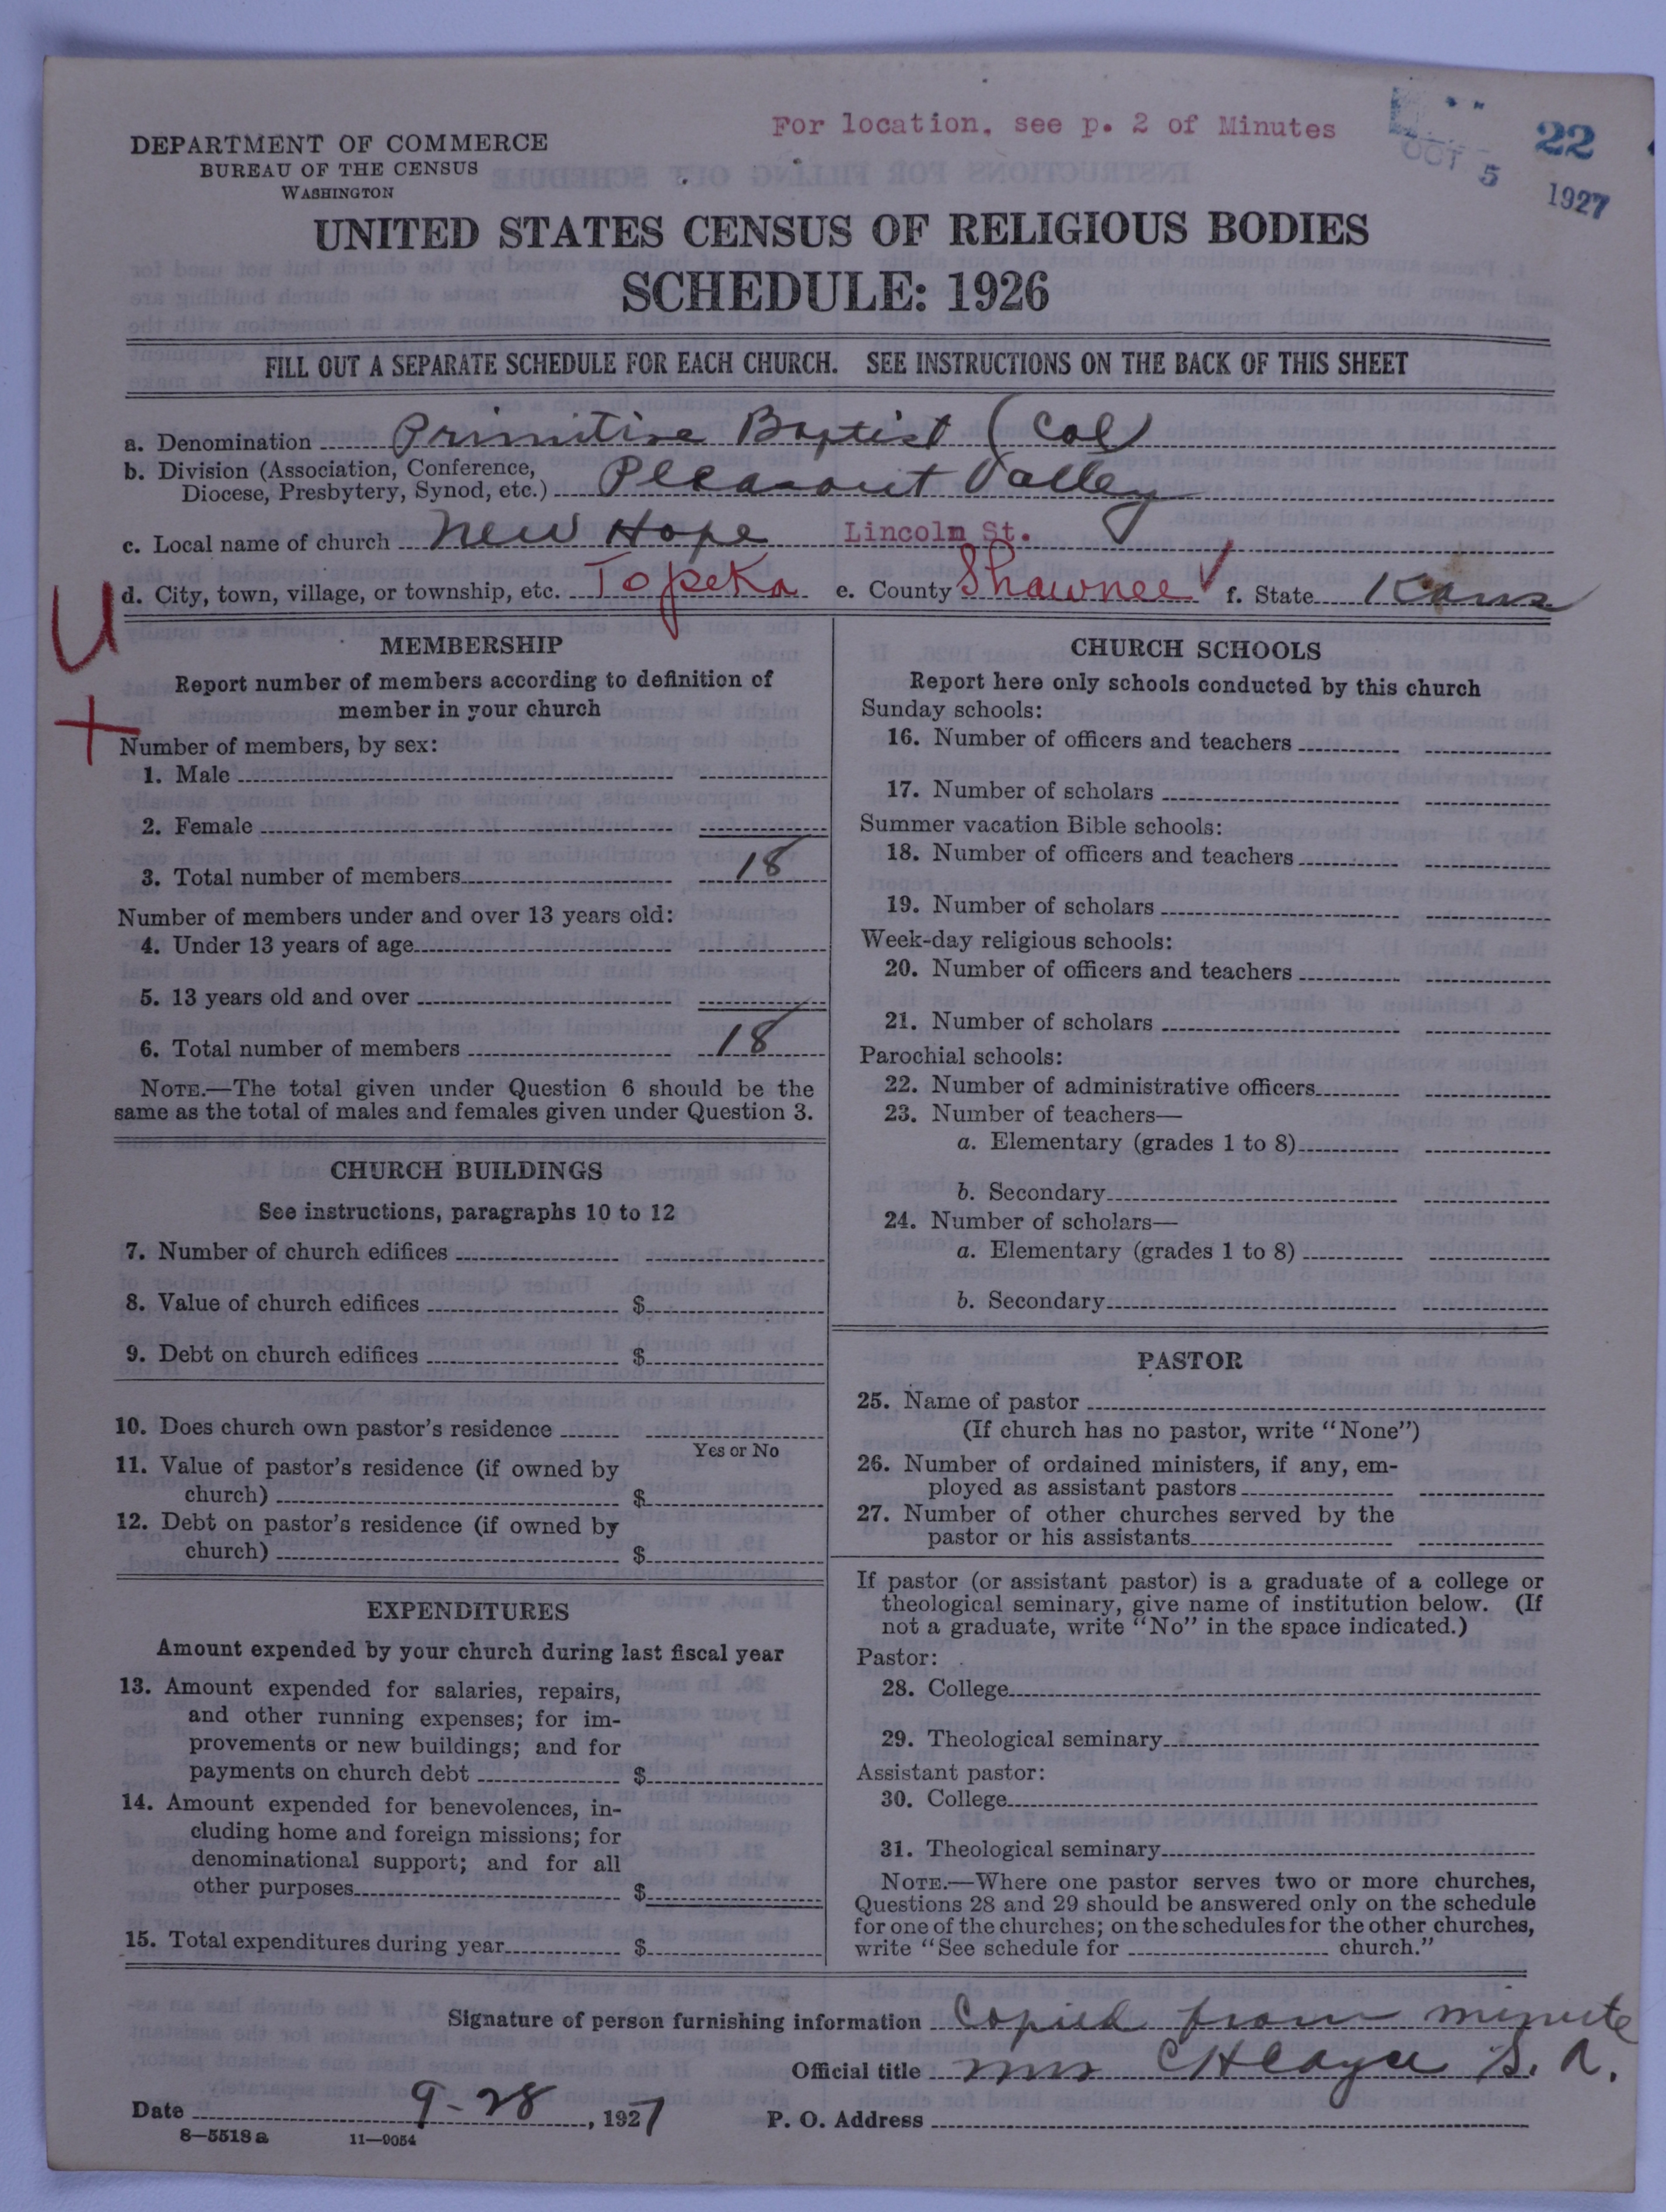 For location, see p. 2 of Minutes
22
OCT 5 1927
DEPARTMENT OF COMMERCE
BUREAU OF THE CENSUS
WASHINGTON
UNITED STATES CENSUS OF RELIGIOUS BODIES
SCHEDULE: 1926
FILL OUT A SEPARATE SCHEDULE FOR EACH CHURCH. SEE INSTRUCTIONS ON THE BACK OF THIS SHEET
a. Denomination Primitive Baptist (Col)
b. Division (Association, Conference,
Diocese, Presbytery, Synod, etc.) Pleasant Valley
c. Local name of church New Hope Lincoln St.
d. City, town, village, or township, etc. Topeka e. County Shawnee f. State Kans
U
+
MEMBERSHIP
Report number of members according to definition of
member in your church
Number of members, by sex:
1. Male
2. Female
3. Total number of members 18
Number of members under and over 13 years old:
4. Under 13 years of age
5. 13 years old and over
6. Total number of members 18
NOTE.—The total given under Question 6 should be the
same as the total of males and females given under Question 3.
CHURCH BUILDINGS
See instructions, paragraphs 10 to 12
7. Number of church edifices
8. Value of church edifices $
9. Debt on church edifices $
10. Does church own pastor's residence
Yes or No
11. Value of pastor's residence (if owned by
church) $
12. Debt on pastor's residence (if owned by
church) $
EXPENDITURES
Amount expended by your church during last fiscal year
13. Amount expended for salaries, repairs,
and other running expenses; for im-
provements or new buildings; and for
payments on church debt $
14. Amount expended for benevolences, in-
cluding home and foreign missions; for
denominational support; and for all
other purposes $
15. Total expenditures during year $
CHURCH SCHOOLS
Report here only schools conducted by this church
Sunday schools:
16. Number of officers and teachers
17. Number of scholars
Summer vacation Bible schools:
18. Number of officers and teachers
19. Number of scholars
Week-day religious schools:
20. Number of officers and teachers
21. Number of scholars
Parochial schools:
22. Number of administrative officers
23. Number of teachers—
a. Elementary (grades 1 to 8)
b. Secondary
24. Number of scholars—
a. Elementary (grades 1 to 8)
b. Secondary
PASTOR
25. Name of pastor
(If church has no pastor, write "None")
26. Number of ordained ministers, if any, em-
ployed as assistant pastors
27. Number of other churches served by the
pastor or his assistants
If pastor (or assistant pastor) is a graduate of a college or
theological seminary, give name of institution below. (If
not a graduate, write "No" in the space indicated.)
Pastor:
28. College
29. Theological seminary
Assistant pastor:
30. College
31. Theological seminary
NOTE.—Where one pastor serves two or more churches,
Questions 28 and 29 should be answered only on the schedule
for one of the churches; on the schedules for the other churches,
write "See schedule for church."
Signature of person furnishing information Copied from minute
Official title Mrs S. A.
Date 9-28, 1927 P. O. Address
8—5518a 11—9054